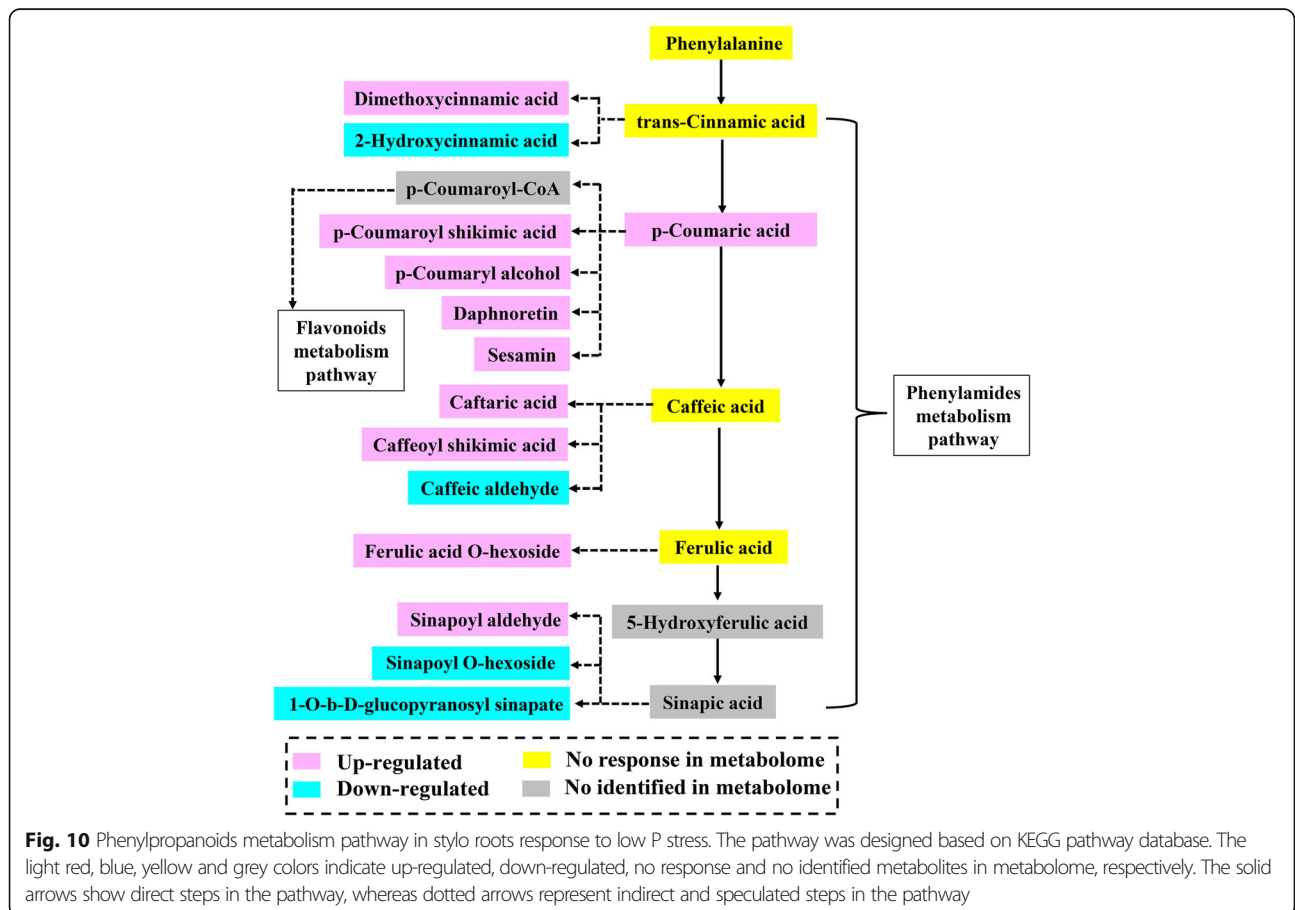 Phenylalanine
Dimethoxycinnamic acid
trans-Cinnamic acid
2-Hydroxycinnamic acid
p-Coumaroyl-CoA
p-Coumaroyl shikimic acid
p-Coumaric acid
p-Coumaryl alcohol
Daphnoretin
Flavonoids
metabolism
pathway
Sesamin
Phenylamides
metabolism
pathway
Caftaric acid
Caffeic acid
Caffeoyl shikimic acid
Caffeic aldehyde
Ferulic acid O-hexoside
Ferulic acid
Sinapoyl aldehyde
5-Hydroxyferulic acid
Sinapoyl O-hexoside
1-O-b-D-glucopyranosyl sinapate
Sinapic acid
Up-regulated
No response in metabolome
Down-regulated
No identified in metabolome
Fig. 10 Phenylpropanoids metabolism pathway in stylo roots response to low P stress. The pathway was designed based on KEGG pathway database. The
light red, blue, yellow and grey colors indicate up-regulated, down-regulated, no response and no identified metabolites in metabolome, respectively. The solid
arrows show direct steps in the pathway, whereas dotted arrows represent indirect and speculated steps in the pathway